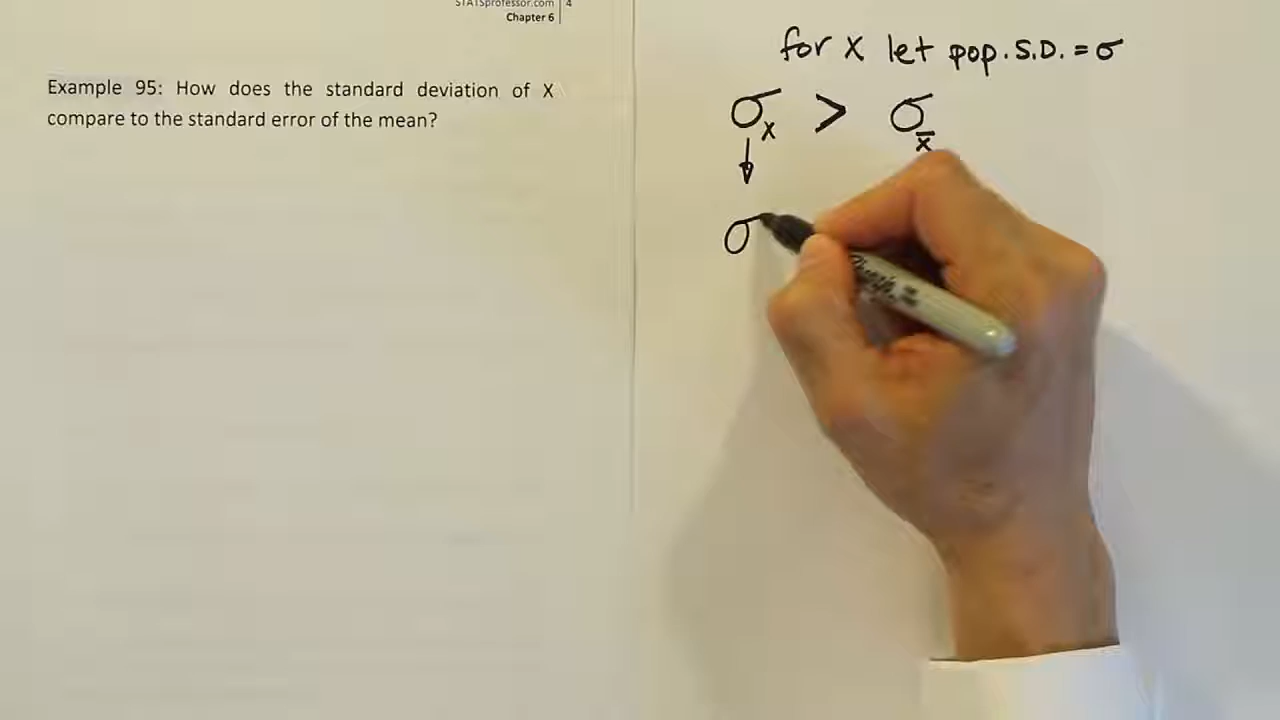 STATSprofessor.com | 4
Chapter 6
Example 95: How does the standard deviation of X
compare to the standard error of the mean?
for X let pop. S.D. = σ
σₓ > σ_x̄
↓
σ